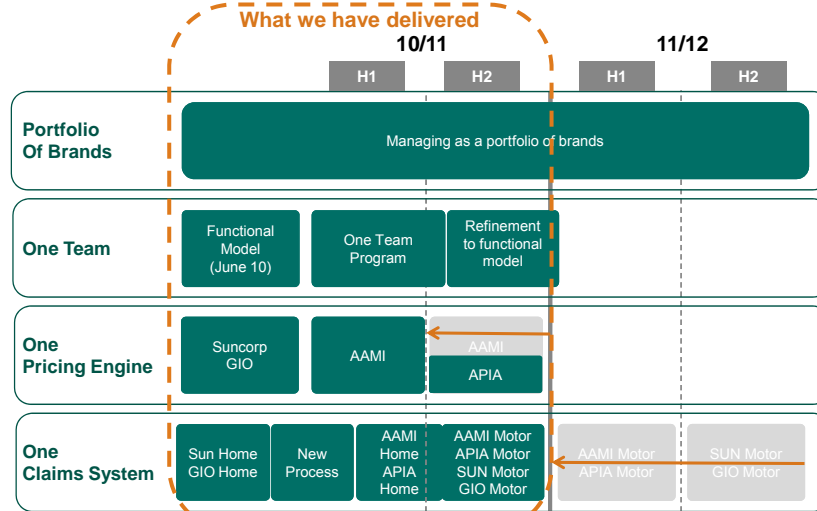 What we have delivered
10/11
11/12
H1
H2
H1
H2
Portfolio
Of Brands
Managing as a portfolio of brands
One Team
Functional
Model
(June 10)
One Team
Program
Refinement
to functional
model
One
Pricing Engine
Suncorp
GIO
AAMI
AAMI
APIA
One
Claims System
Sun Home
GIO Home
New
Process
AAMI
Home
APIA
Home
AAMI Motor
APIA Motor
SUN Motor
GIO Motor
AAMI Motor
APIA Motor
SUN Motor
GIO Motor